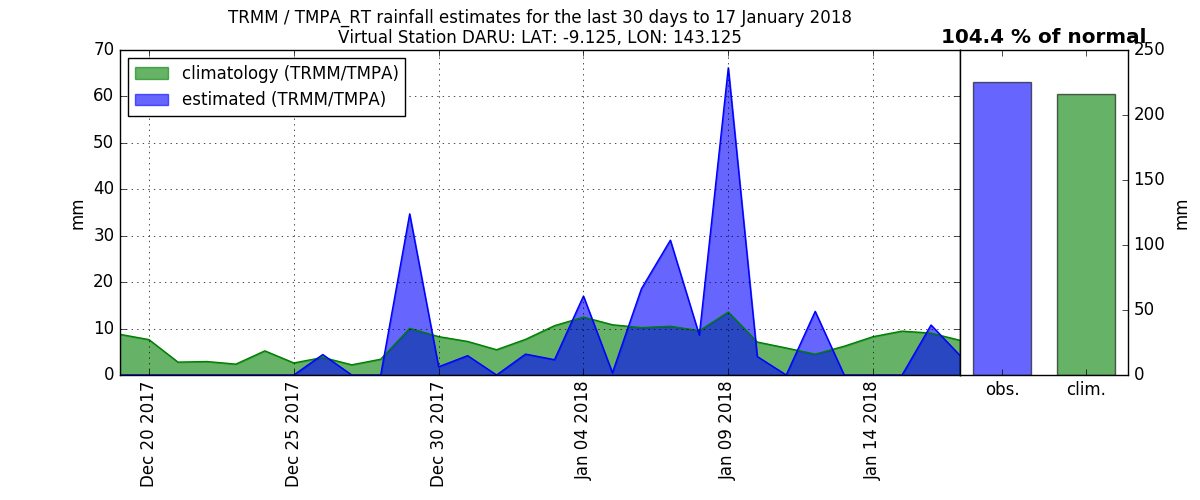 TRMM / TMPA_RT rainfall estimates for the last 30 days to 17 January 2018
Virtual Station DARU: LAT: -9.125, LON: 143.125
104.4 % of normal
climatology (TRMM/TMPA)
estimated (TRMM/TMPA)
70
60
50
40
30
20
10
0
mm
Dec 20 2017
Dec 25 2017
Dec 30 2017
Jan 04 2018
Jan 09 2018
Jan 14 2018
250
200
150
100
50
0
mm
obs.
clim.